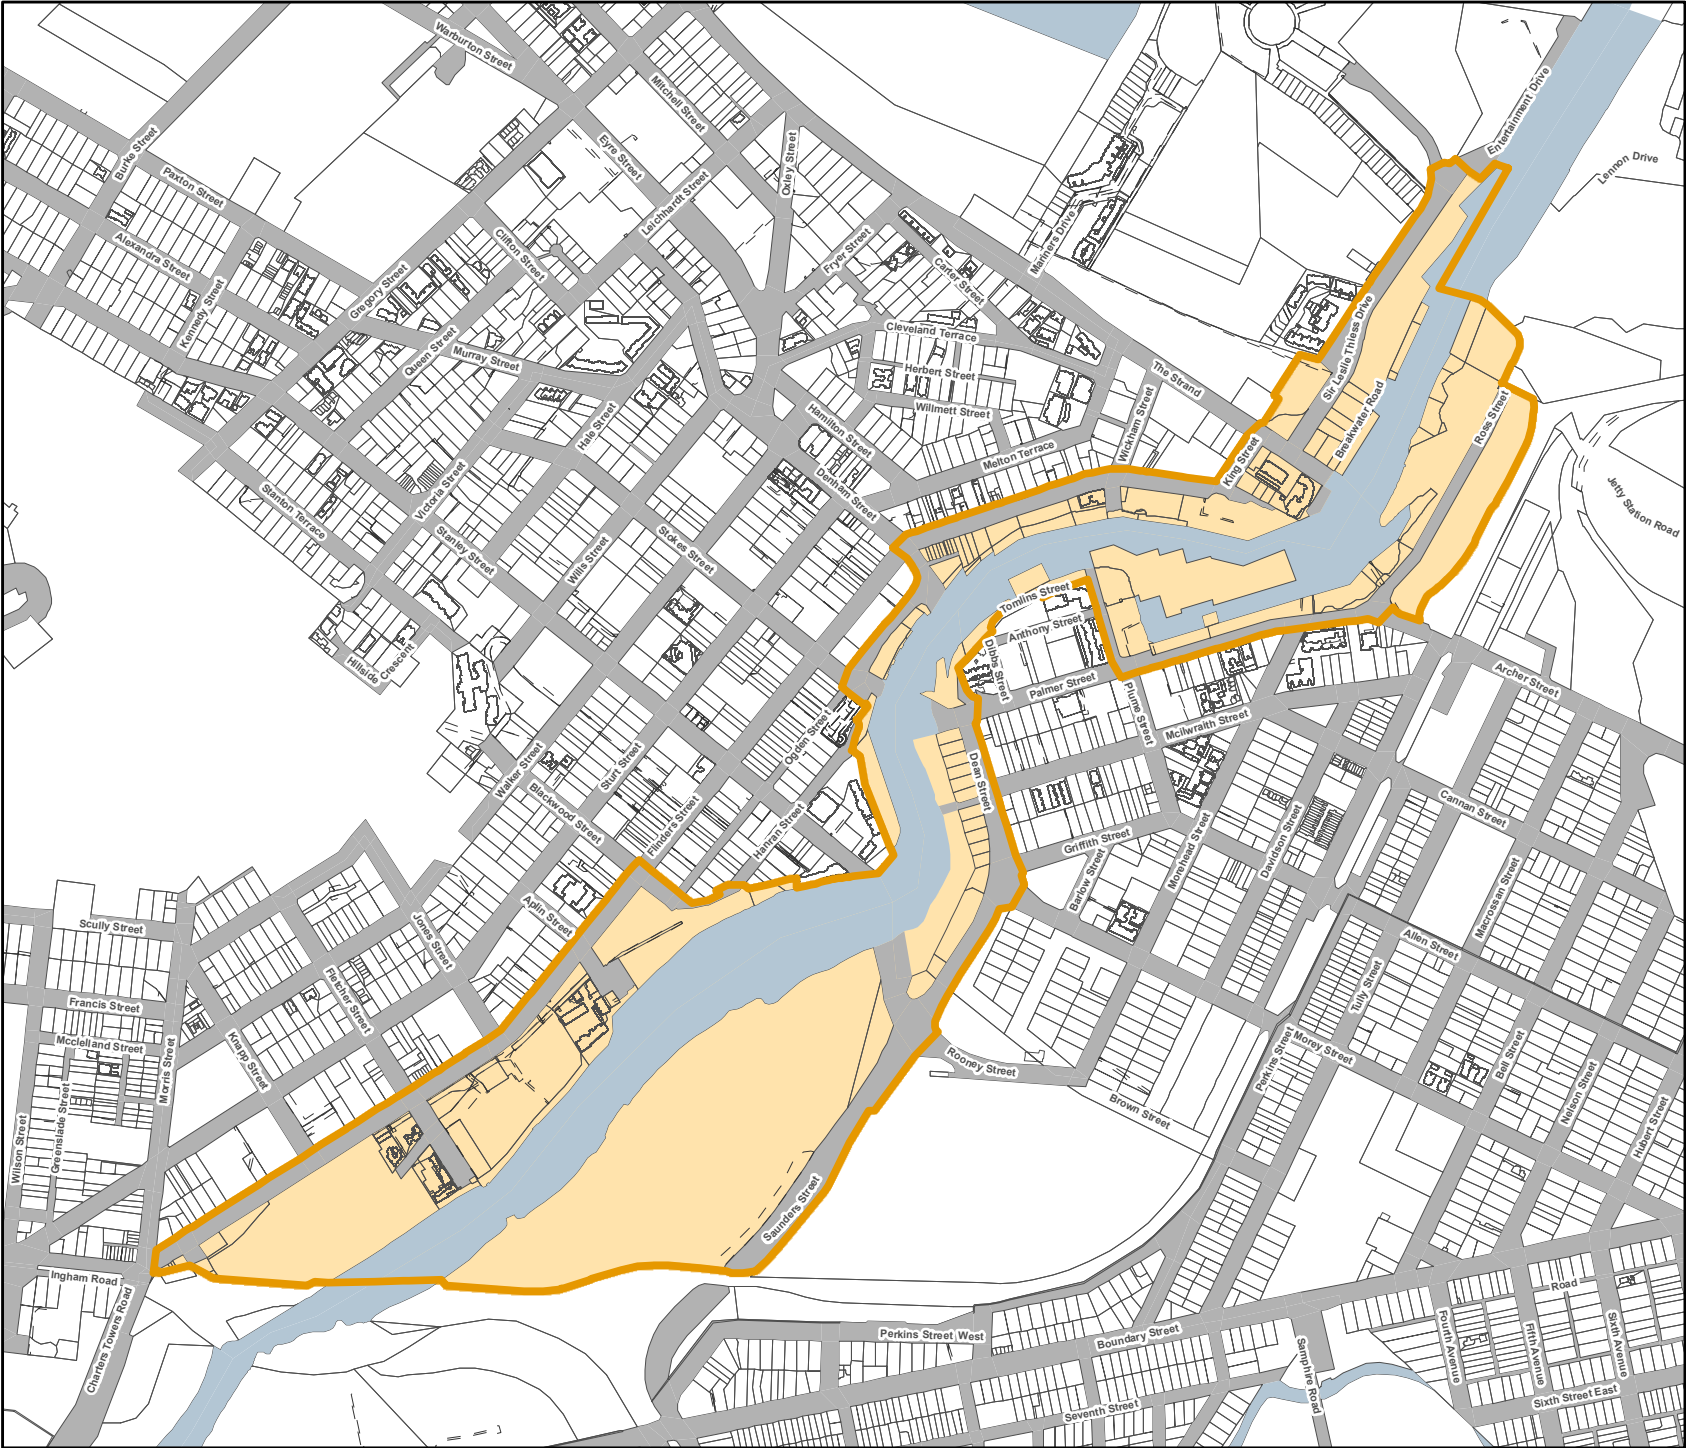 Warburton Street
Mitchell Street
Entertainment Drive
Burke Street
Eyre Street
Oxley Street
Lennon Drive
Paxton Street
Leichhardt Street
Alexandra Street
Clifton Street
Fryer Street
Mariners Drive
Gregory Street
Carter Street
Kennedy Street
Cleveland Terrace
Sir Leslie Thiess Drive
Queen Street
Murray Street
Herbert Street
The Strand
Willmett Street
Wickham Street
Breakwater Road
Ross Street
Hale Street
Hamilton Street
Melton Terrace
King Street
Victoria Street
Denham Street
Stanton Terrace
Jetty Station Road
Stanley Street
Stokes Street
Wills Street
Tomlins Street
Anthony Street
Hillside Crescent
Dibbs Street
Palmer Street
Archer Street
Plume Street
Mcilwraith Street
Ogden Street
Walker Street
Sturt Street
Dean Street
Blackwood Street
Flinders Street
Hanran Street
Cannan Street
Griffith Street
Morehead Street
Davidson Street
Barlow Street
Macrossan Street
Aplin Street
Scully Street
Jones Street
Allen Street
Fletcher Street
Tully Street
Francis Street
Mcclelland Street
Morris Street
Knapp Street
Rooney Street
Perkins Street
Morey Street
Bell Street
Brown Street
Nelson Street
Hubert Street
Wilson Street
Greenslade Street
Saunders Street
Ingham Road
Charters Towers Road
Road
Perkins Street West
Boundary Street
Samphire Road
Fourth Avenue
Fifth Avenue
Sixth Avenue
Seventh Street
Sixth Street East